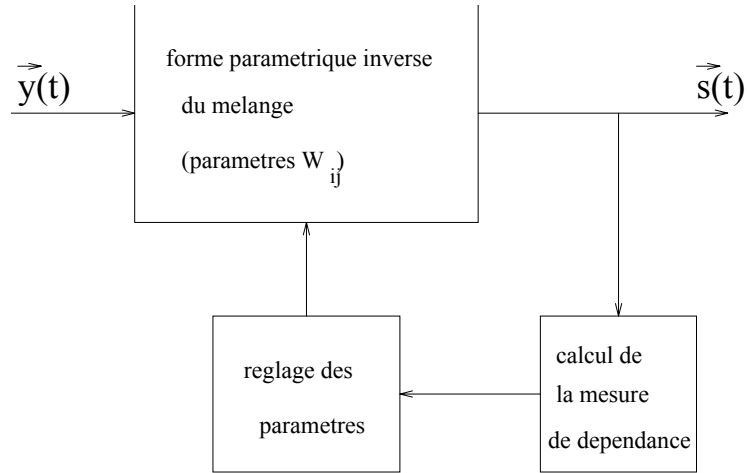 forme parametrique inverse
y(t)
s(t)
du melange
(parametres W ij)
calcul de
reglage des
la mesure
parametres
de dependance